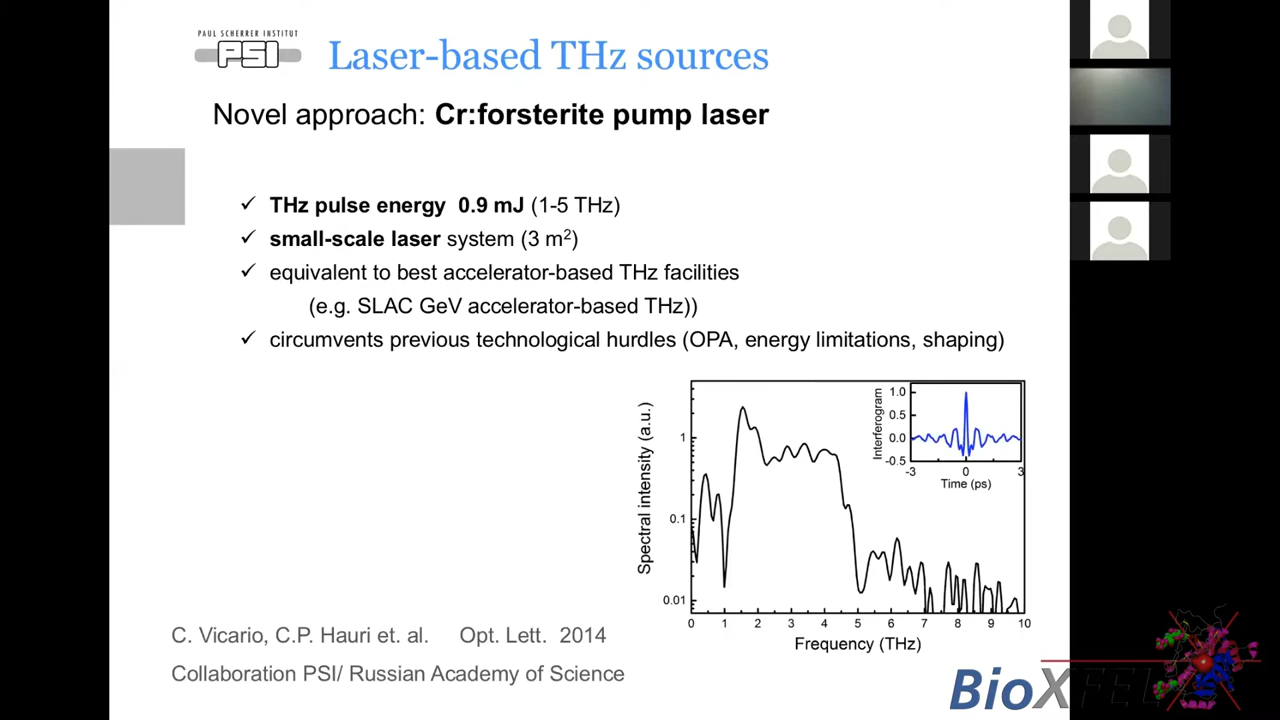 PAUL SCHERRER INSTITUT
PSI
Laser-based THz sources
Novel approach: Cr:forsterite pump laser
✓ THz pulse energy 0.9 mJ (1-5 THz)
✓ small-scale laser system (3 m²)
✓ equivalent to best accelerator-based THz facilities
(e.g. SLAC GeV accelerator-based THz))
✓ circumvents previous technological hurdles (OPA, energy limitations, shaping)
Spectral intensity (a.u.)
1
0.1
0.01
0 1 2 3 4 5 6 7 8 9 10
Frequency (THz)
Interferogram
1.0
0.5
0.0
-0.5
-3 0 3
Time (ps)
C. Vicario, C.P. Hauri et. al. Opt. Lett. 2014
Collaboration PSI/ Russian Academy of Science
BioXFEL